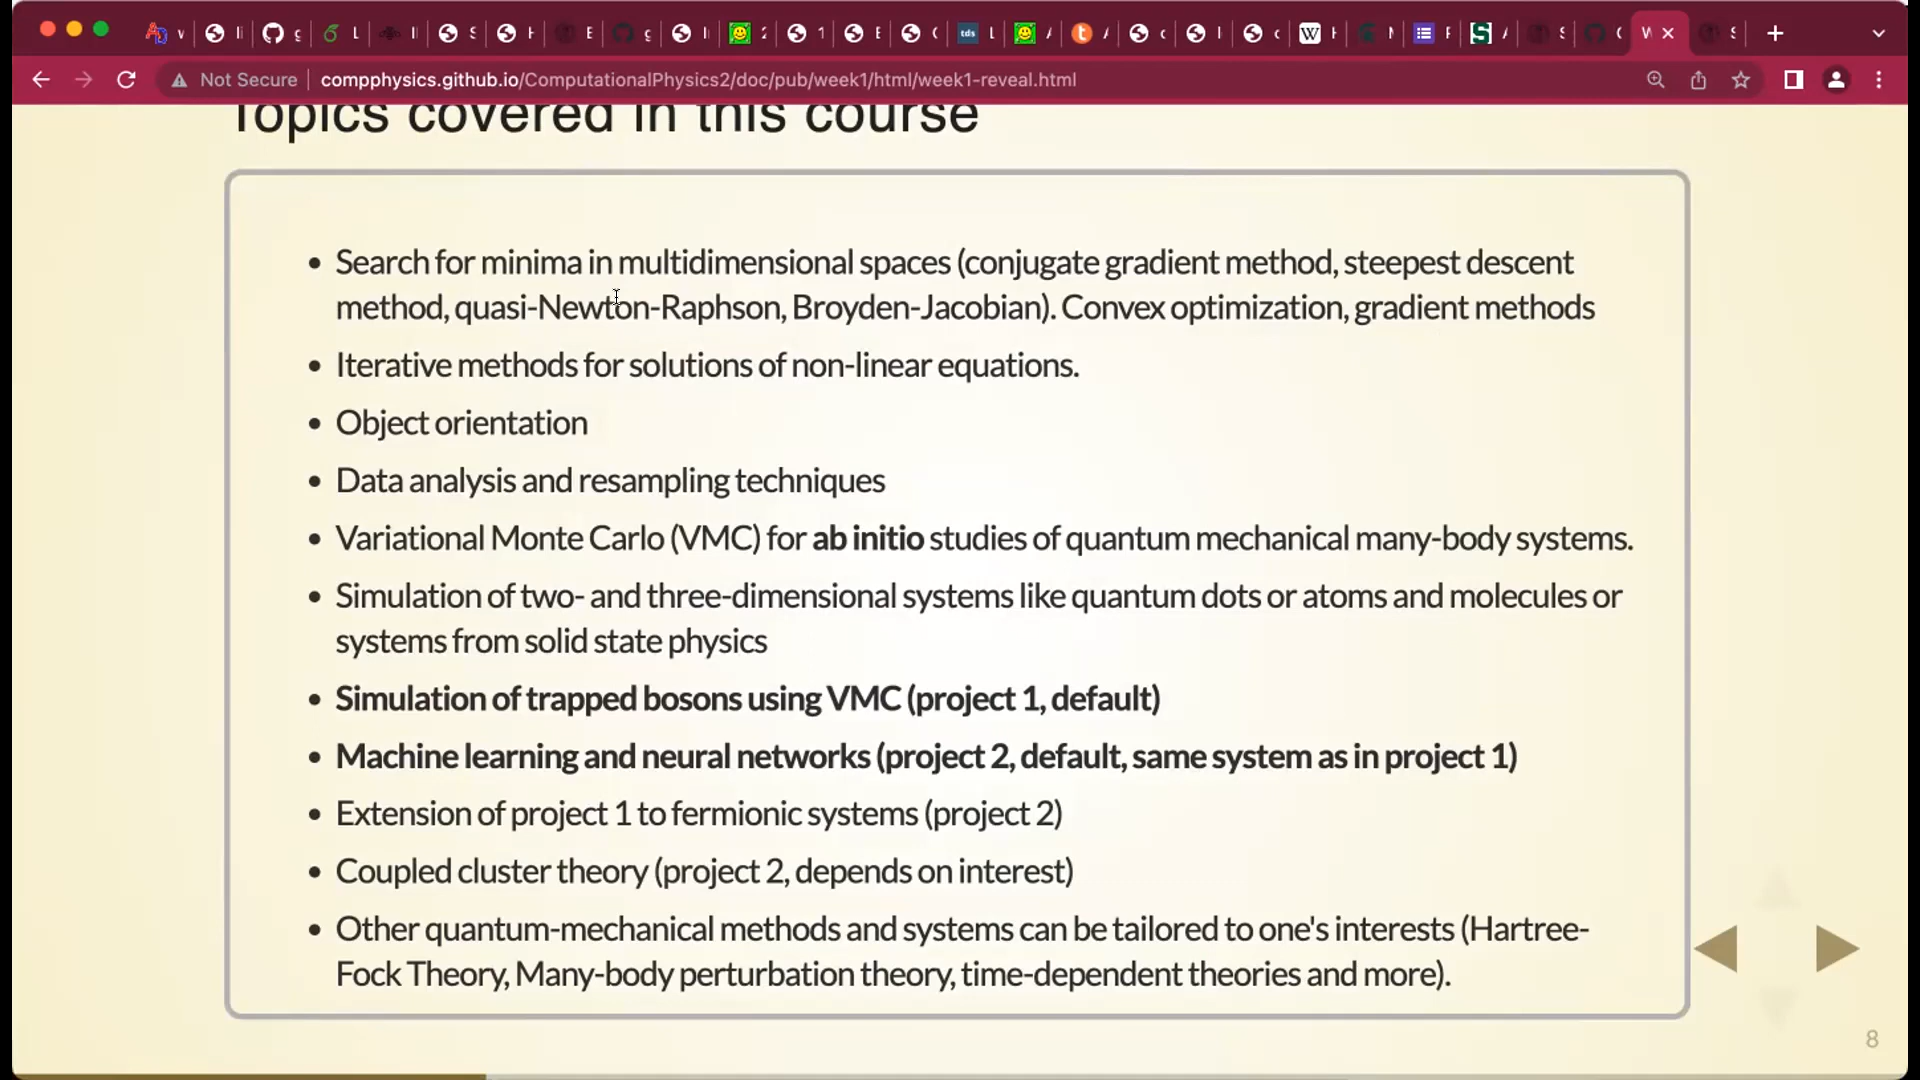 Not Secure
compphysics.github.io/ComputationalPhysics2/doc/pub/week1/html/week1-reveal.html
Topics covered in this course
• Search for minima in multidimensional spaces (conjugate gradient method, steepest descent
method, quasi-Newton-Raphson, Broyden-Jacobian). Convex optimization, gradient methods
• Iterative methods for solutions of non-linear equations.
• Object orientation
• Data analysis and resampling techniques
• Variational Monte Carlo (VMC) for ab initio studies of quantum mechanical many-body systems.
• Simulation of two- and three-dimensional systems like quantum dots or atoms and molecules or
systems from solid state physics
• Simulation of trapped bosons using VMC (project 1, default)
• Machine learning and neural networks (project 2, default, same system as in project 1)
• Extension of project 1 to fermionic systems (project 2)
• Coupled cluster theory (project 2, depends on interest)
• Other quantum-mechanical methods and systems can be tailored to one's interests (Hartree-
Fock Theory, Many-body perturbation theory, time-dependent theories and more).
8